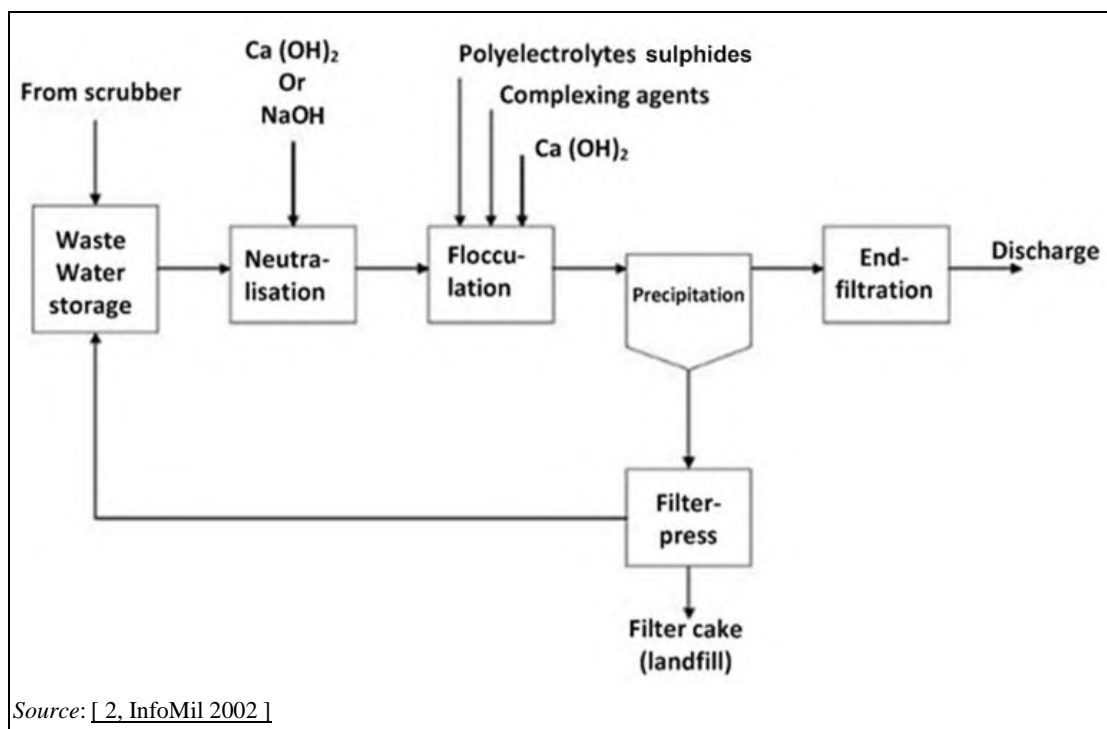 Ca (OH)₂
Or
NaOH
Polyelectrolytes sulphides
From scrubber
Complexing agents
Ca (OH)₂
Waste
Water
storage
Neutra-
lisation
Floccu-
lation
Precipitation
End-
filtration
Discharge
Filter-
press
Filter cake
(landfill)
Source: [ 2, InfoMil 2002 ]